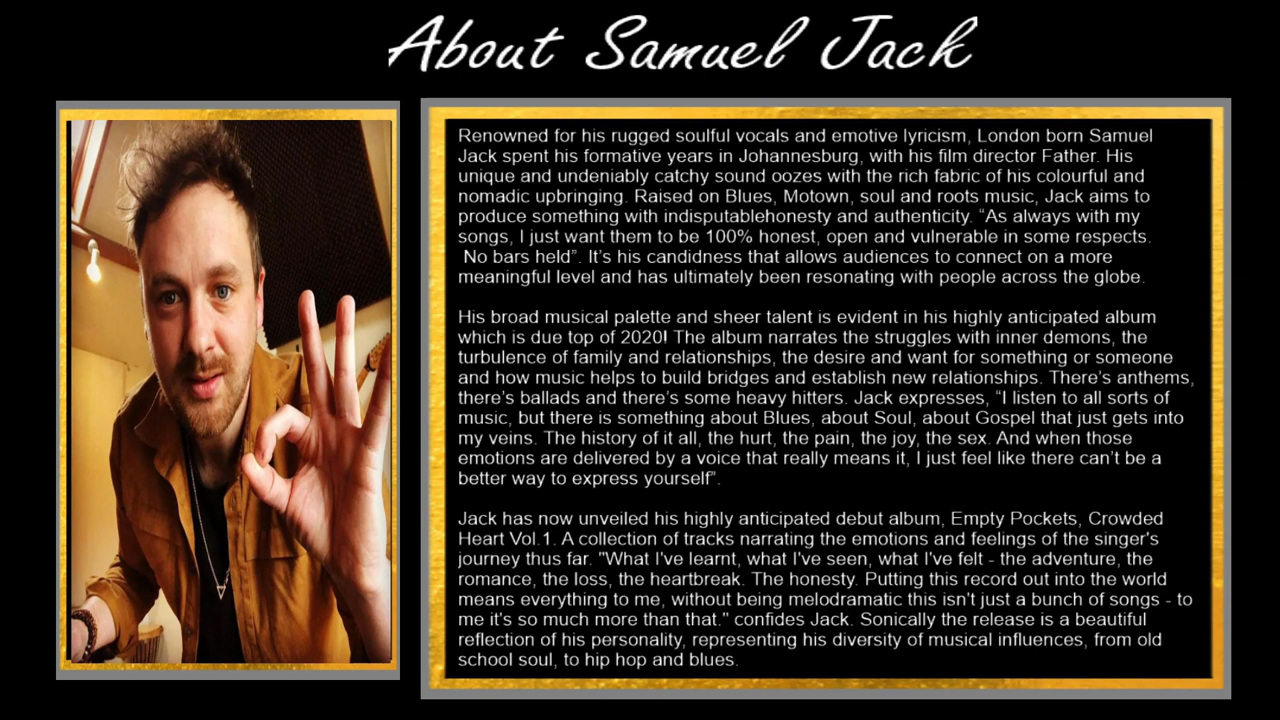 About Samuel Jack
Renowned for his rugged soulful vocals and emotive lyricism, London born Samuel
Jack spent his formative years in Johannesburg, with his film director Father. His
unique and undeniably catchy sound oozes with the rich fabric of his colourful and
nomadic upbringing. Raised on Blues, Motown, soul and roots music, Jack aims to
produce something with indisputablehonesty and authenticity. “As always with my
songs, I just want them to be 100% honest, open and vulnerable in some respects.
No bars held”. It’s his candidness that allows audiences to connect on a more
meaningful level and has ultimately been resonating with people across the globe.
His broad musical palette and sheer talent is evident in his highly anticipated album
which is due top of 2020! The album narrates the struggles with inner demons, the
turbulence of family and relationships, the desire and want for something or someone
and how music helps to build bridges and establish new relationships. There’s anthems,
there’s ballads and there’s some heavy hitters. Jack expresses, “I listen to all sorts of
music, but there is something about Blues, about Soul, about Gospel that just gets into
my veins. The history of it all, the hurt, the pain, the joy, the sex. And when those
emotions are delivered by a voice that really means it, I just feel like there can’t be a
better way to express yourself”.
Jack has now unveiled his highly anticipated debut album, Empty Pockets, Crowded
Heart Vol.1. A collection of tracks narrating the emotions and feelings of the singer's
journey thus far. "What I've learnt, what I've seen, what I've felt - the adventure, the
romance, the loss, the heartbreak. The honesty. Putting this record out into the world
means everything to me, without being melodramatic this isn't just a bunch of songs - to
me it's so much more than that." confides Jack. Sonically the release is a beautiful
reflection of his personality, representing his diversity of musical influences, from old
school soul, to hip hop and blues.